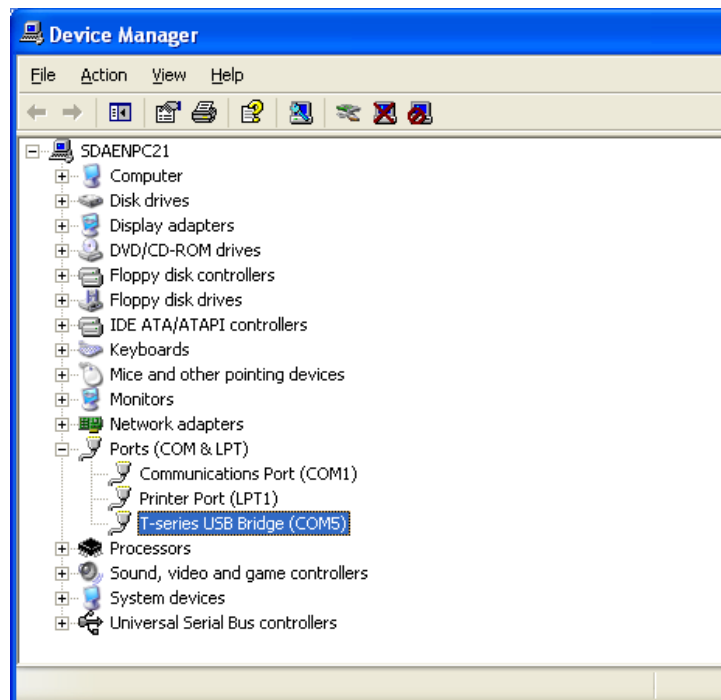 Device Manager
File Action View Help
SDAENPC21
Computer
Disk drives
Display adapters
DVD/CD-ROM drives
Floppy disk controllers
Floppy disk drives
IDE ATA/ATAPI controllers
Keyboards
Mice and other pointing devices
Monitors
Network adapters
Ports (COM & LPT)
Communications Port (COM1)
Printer Port (LPT1)
T-series USB Bridge (COM5)
Processors
Sound, video and game controllers
System devices
Universal Serial Bus controllers